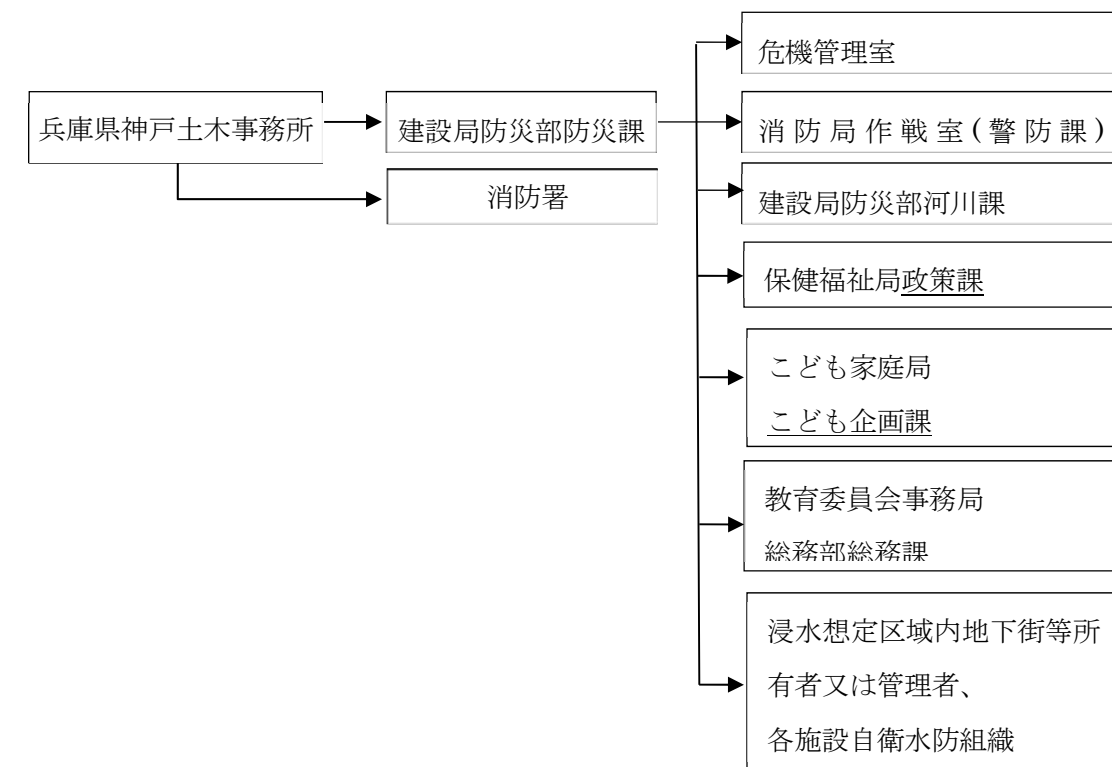 兵庫県神戸土木事務所
建設局防災部防災課
消防署
危機管理室
消防局作戦室(警防課)
建設局防災部河川課
保健福祉局政策課
こども家庭局
こども企画課
教育委員会事務局
総務部総務課
浸水想定区域内地下街等所
有者又は管理者、
各施設自衛水防組織